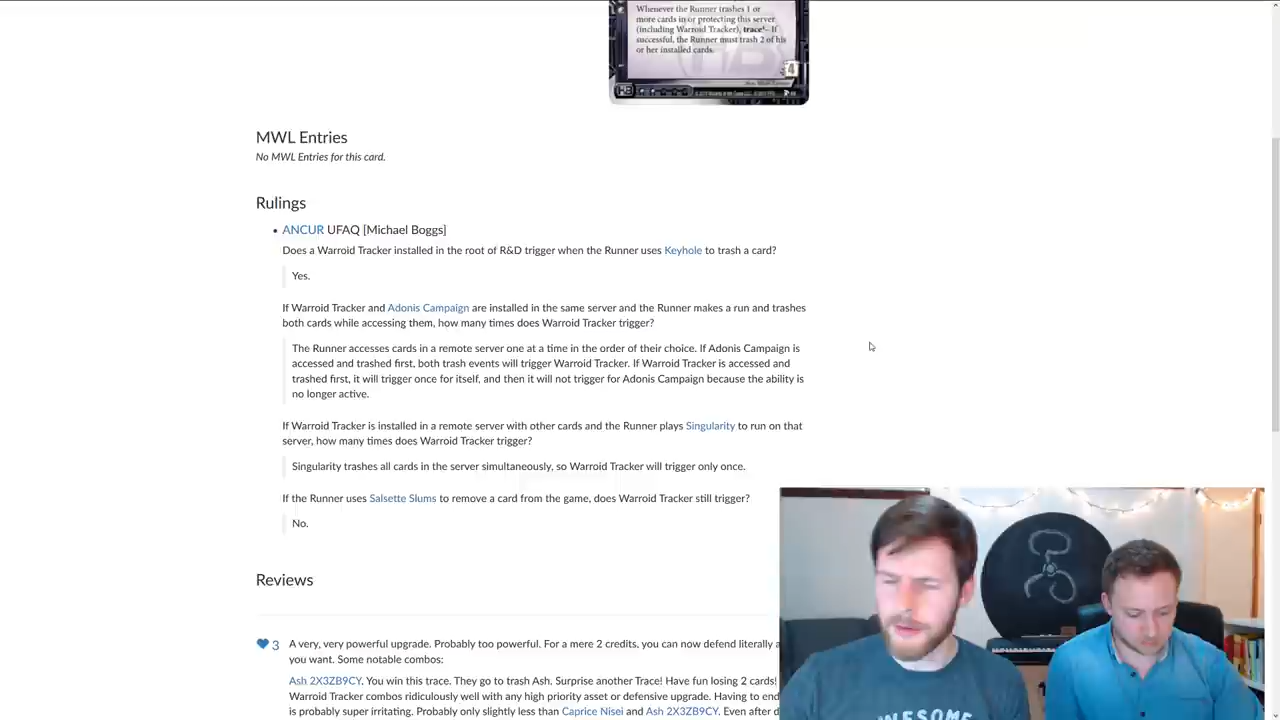 Whenever the Runner trashes 1 or
more cards in or protecting this server
(including Warroid Tracker), trace⁴– If
successful, the Runner must trash 2 of his
or her installed cards.
4
MWL Entries
No MWL Entries for this card.
Rulings
• ANCUR UFAQ [Michael Boggs]
Does a Warroid Tracker installed in the root of R&D trigger when the Runner uses Keyhole to trash a card?
Yes.
If Warroid Tracker and Adonis Campaign are installed in the same server and the Runner makes a run and trashes
both cards while accessing them, how many times does Warroid Tracker trigger?
The Runner accesses cards in a remote server one at a time in the order of their choice. If Adonis Campaign is
accessed and trashed first, both trash events will trigger Warroid Tracker. If Warroid Tracker is accessed and
trashed first, it will trigger once for itself, and then it will not trigger for Adonis Campaign because the ability is
no longer active.
If Warroid Tracker is installed in a remote server with other cards and the Runner plays Singularity to run on that
server, how many times does Warroid Tracker trigger?
Singularity trashes all cards in the server simultaneously, so Warroid Tracker will trigger only once.
If the Runner uses Salsette Slums to remove a card from the game, does Warroid Tracker still trigger?
No.
Reviews
3
A very, very powerful upgrade. Probably too powerful. For a mere 2 credits, you can now defend literally a
you want. Some notable combos:
Ash 2X3ZB9CY. You win this trace. They go to trash Ash. Surprise another Trace! Have fun losing 2 cards!
Warroid Tracker combos ridiculously well with any high priority asset or defensive upgrade. Having to end
is probably super irritating. Probably only slightly less than Caprice Nisei and Ash 2X3ZB9CY. Even after d
AWESOME